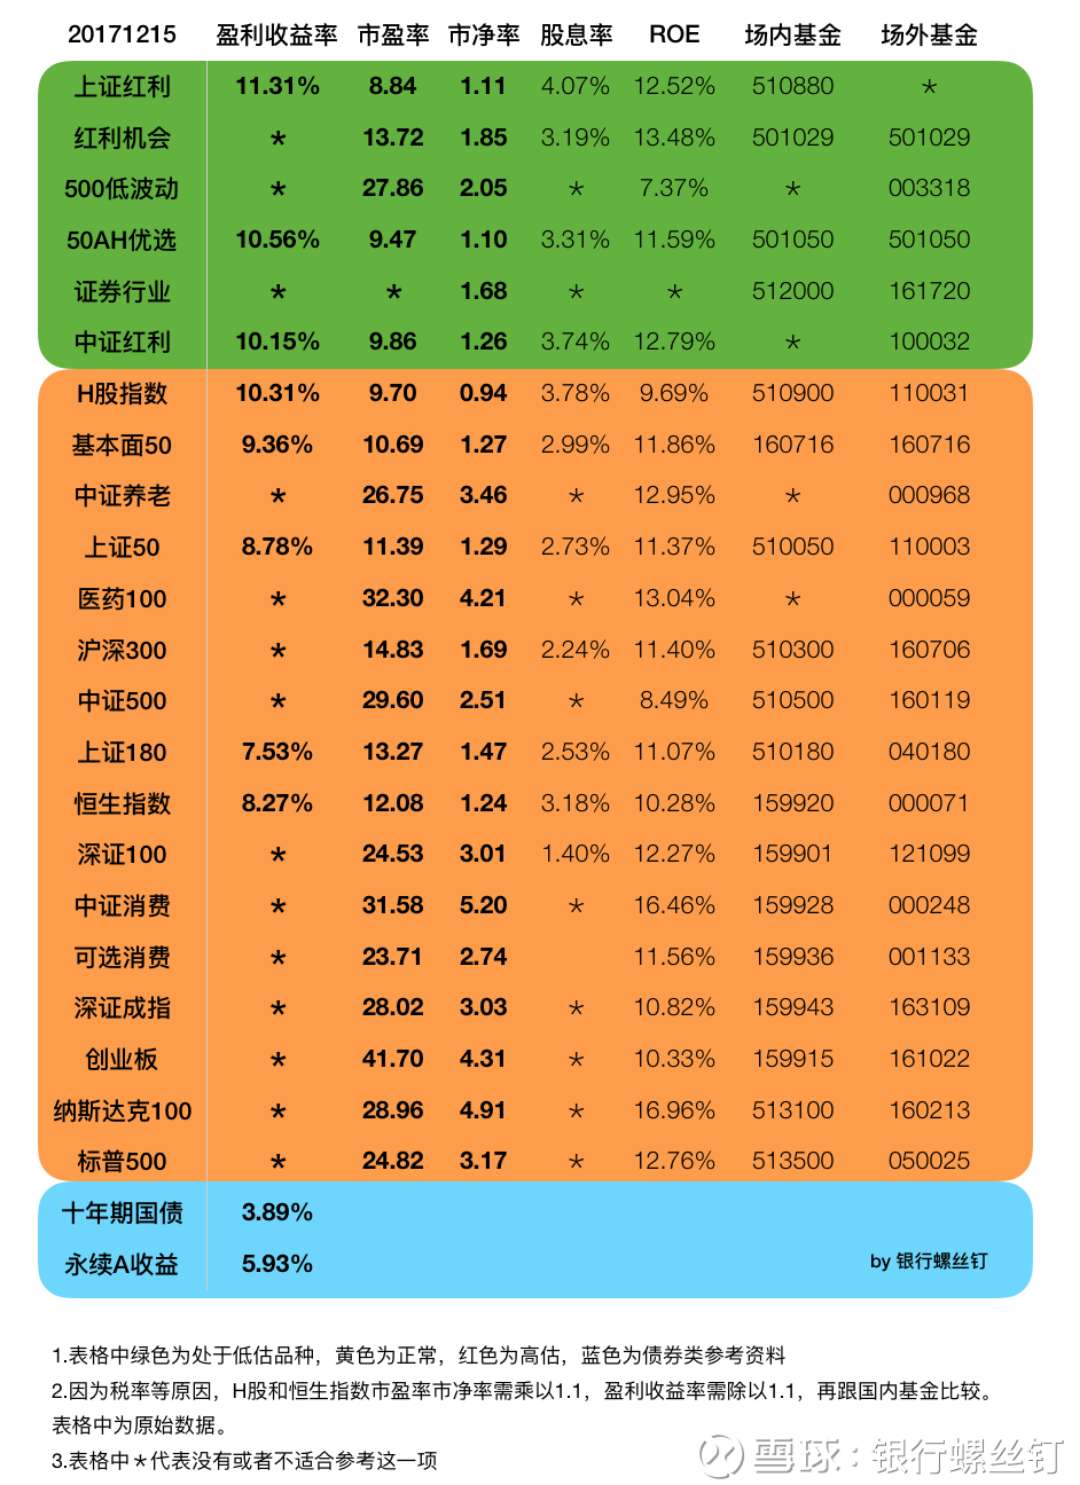 20171215 盈利收益率 市盈率 市净率 股息率 ROE 场内基金 场外基金
上证红利 11.31% 8.84 1.11 4.07% 12.52% 510880 *
红利机会 * 13.72 1.85 3.19% 13.48% 501029 501029
500低波动 * 27.86 2.05 * 7.37% * 003318
50AH优选 10.56% 9.47 1.10 3.31% 11.59% 501050 501050
证券行业 * * 1.68 * * 512000 161720
中证红利 10.15% 9.86 1.26 3.74% 12.79% * 100032
H股指数 10.31% 9.70 0.94 3.78% 9.69% 510900 110031
基本面50 9.36% 10.69 1.27 2.99% 11.86% 160716 160716
中证养老 * 26.75 3.46 * 12.95% * 000968
上证50 8.78% 11.39 1.29 2.73% 11.37% 510050 110003
医药100 * 32.30 4.21 * 13.04% * 000059
沪深300 * 14.83 1.69 2.24% 11.40% 510300 160706
中证500 * 29.60 2.51 * 8.49% 510500 160119
上证180 7.53% 13.27 1.47 2.53% 11.07% 510180 040180
恒生指数 8.27% 12.08 1.24 3.18% 10.28% 159920 000071
深证100 * 24.53 3.01 1.40% 12.27% 159901 121099
中证消费 * 31.58 5.20 * 16.46% 159928 000248
可选消费 * 23.71 2.74 11.56% 159936 001133
深证成指 * 28.02 3.03 * 10.82% 159943 163109
创业板 * 41.70 4.31 * 10.33% 159915 161022
纳斯达克100 * 28.96 4.91 * 16.96% 513100 160213
标普500 * 24.82 3.17 * 12.76% 513500 050025
十年期国债 3.89%
永续A收益 5.93% by 银行螺丝钉
1.表格中绿色为处于低估品种，黄色为正常，红色为高估，蓝色为债券类参考资料
2.因为税率等原因，H股和恒生指数市盈率市净率需乘以1.1，盈利收益率需除以1.1，再跟国内基金比较。
表格中为原始数据。
3.表格中*代表没有或者不适合参考这一项
雪球：银行螺丝钉